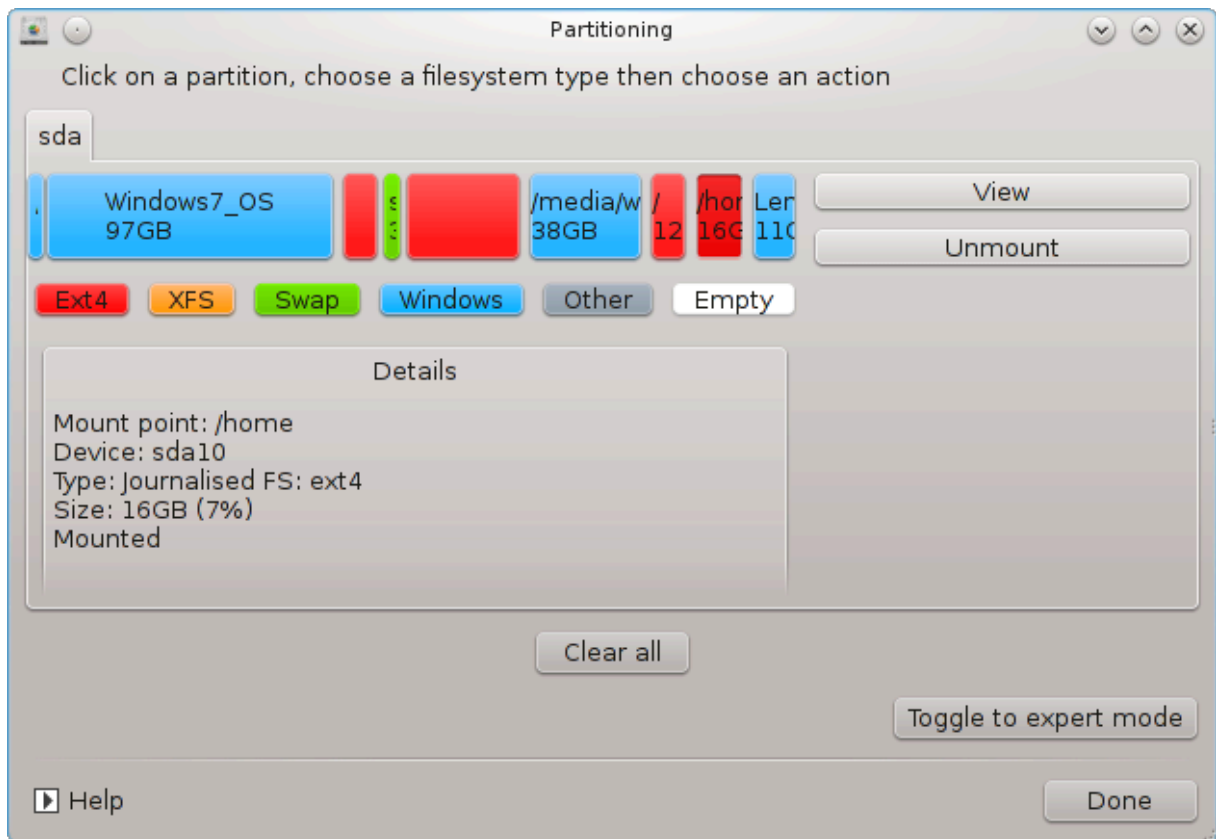 Partitioning
Click on a partition, choose a filesystem type then choose an action
sda
Windows7_OS
97GB
s
3
/media/w
38GB
/
12
/hor
16G
Ler
11(
View
Unmount
Ext4 XFS Swap Windows Other Empty
Details
Mount point: /home
Device: sda10
Type: Journalised FS: ext4
Size: 16GB (7%)
Mounted
Clear all
Toggle to expert mode
Help
Done